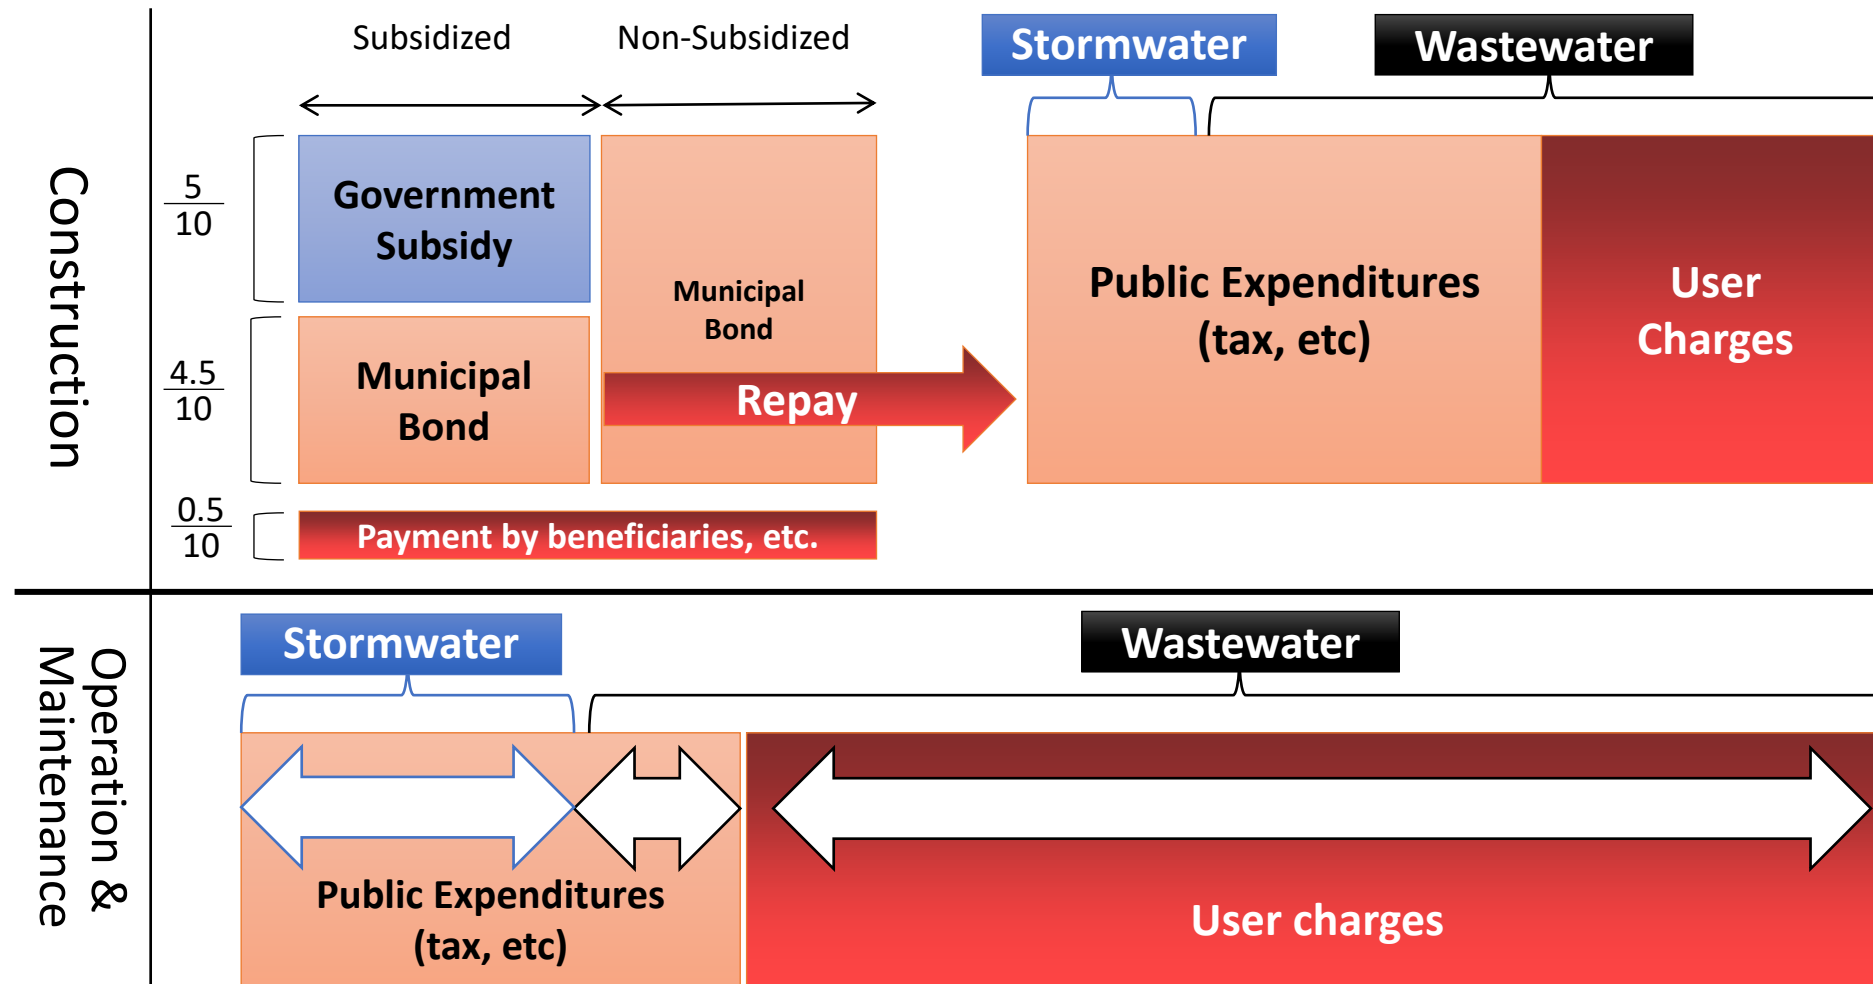 Construction
Subsidized
Non-Subsidized
5
10
4.5
10
0.5
10
Government
Subsidy
Municipal
Bond
Municipal
Bond
Repay
Payment by beneficiaries, etc.
Stormwater
Wastewater
Public Expenditures
(tax, etc)
User
Charges
Operation &
Maintenance
Stormwater
Wastewater
Public Expenditures
(tax, etc)
User charges